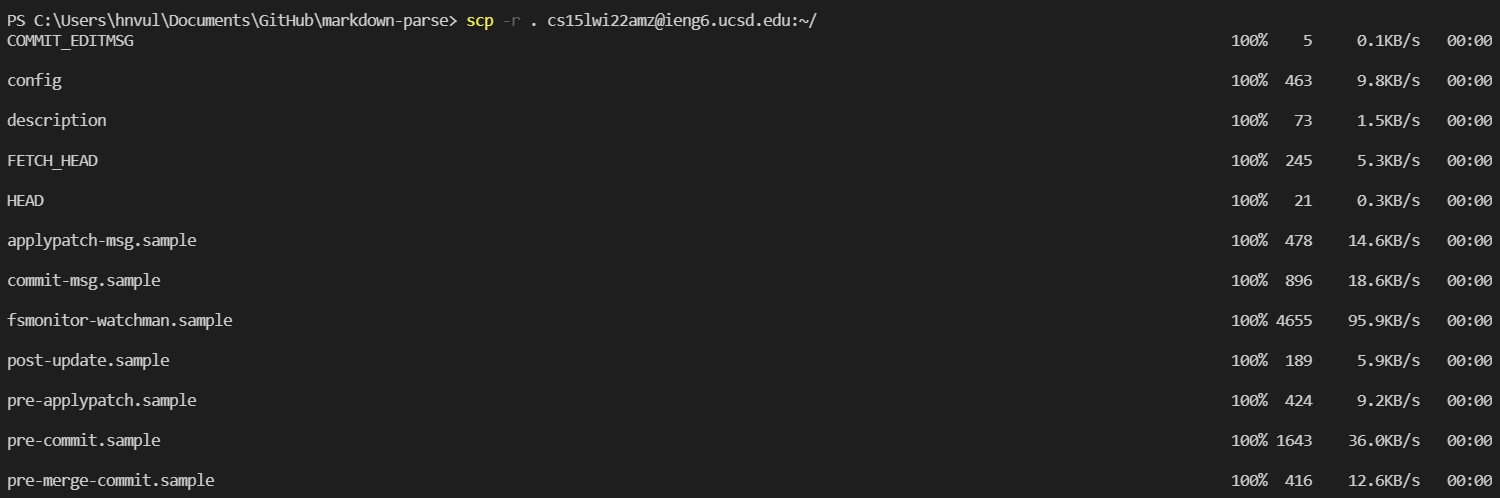 PS C:\Users\hnvul\Documents\GitHub\markdown-parse> scp -r . cs15lwi22amz@ieng6.ucsd.edu:~/
COMMIT_EDITMSG 100% 5 0.1KB/s 00:00
config 100% 463 9.8KB/s 00:00
description 100% 73 1.5KB/s 00:00
FETCH_HEAD 100% 245 5.3KB/s 00:00
HEAD 100% 21 0.3KB/s 00:00
applypatch-msg.sample 100% 478 14.6KB/s 00:00
commit-msg.sample 100% 896 18.6KB/s 00:00
fsmonitor-watchman.sample 100% 4655 95.9KB/s 00:00
post-update.sample 100% 189 5.9KB/s 00:00
pre-applypatch.sample 100% 424 9.2KB/s 00:00
pre-commit.sample 100% 1643 36.0KB/s 00:00
pre-merge-commit.sample 100% 416 12.6KB/s 00:00